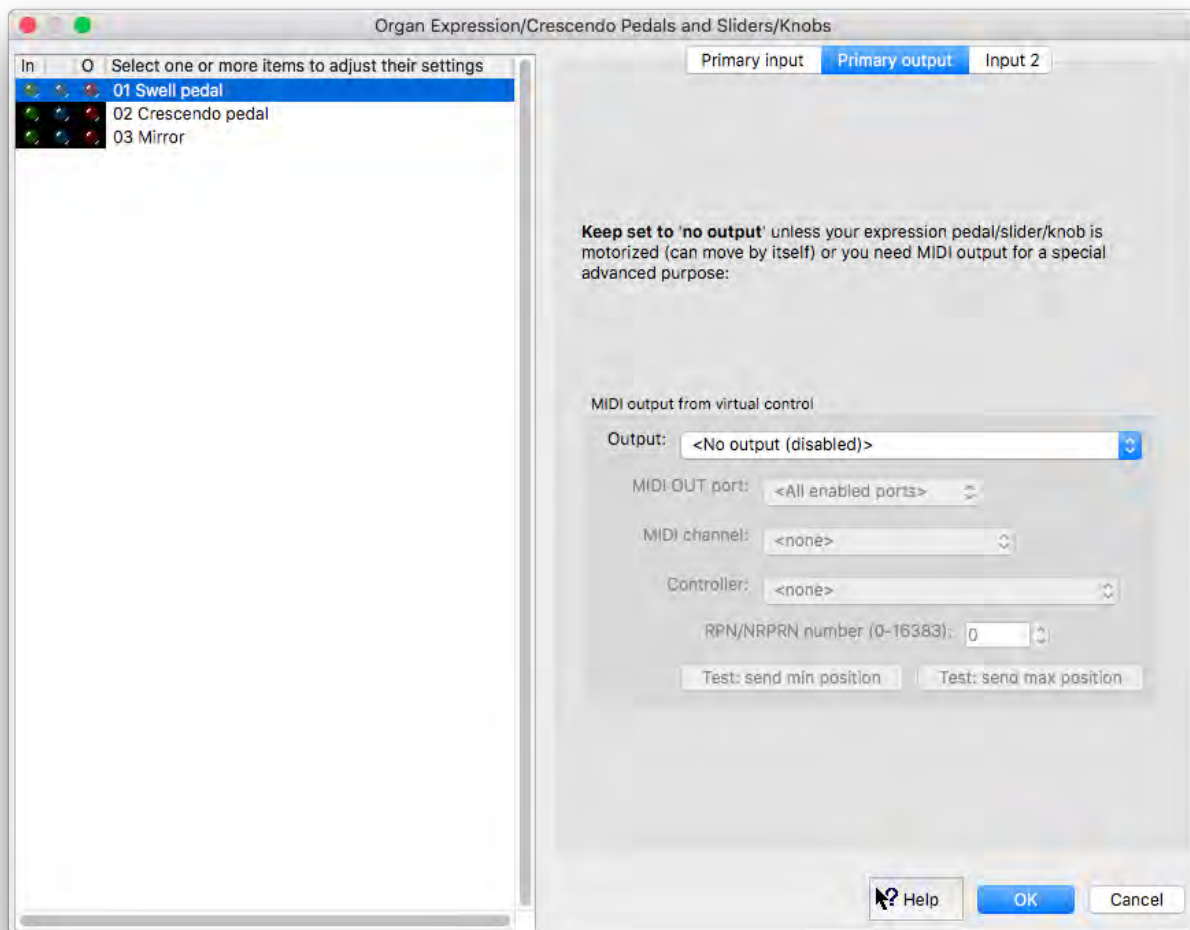 Organ Expression/Crescendo Pedals and Sliders/Knobs
In O Select one or more items to adjust their settings
01 Swell pedal
02 Crescendo pedal
03 Mirror
Primary input Primary output Input 2
Keep set to 'no output' unless your expression pedal/slider/knob is
motorized (can move by itself) or you need MIDI output for a special
advanced purpose:
MIDI output from virtual control
Output: <No output (disabled)>
MIDI OUT port: <All enabled ports>
MIDI channel: <none>
Controller: <none>
RPN/NRPRN number (0-16383): 0
Test: send min position Test: send max position
? Help OK Cancel